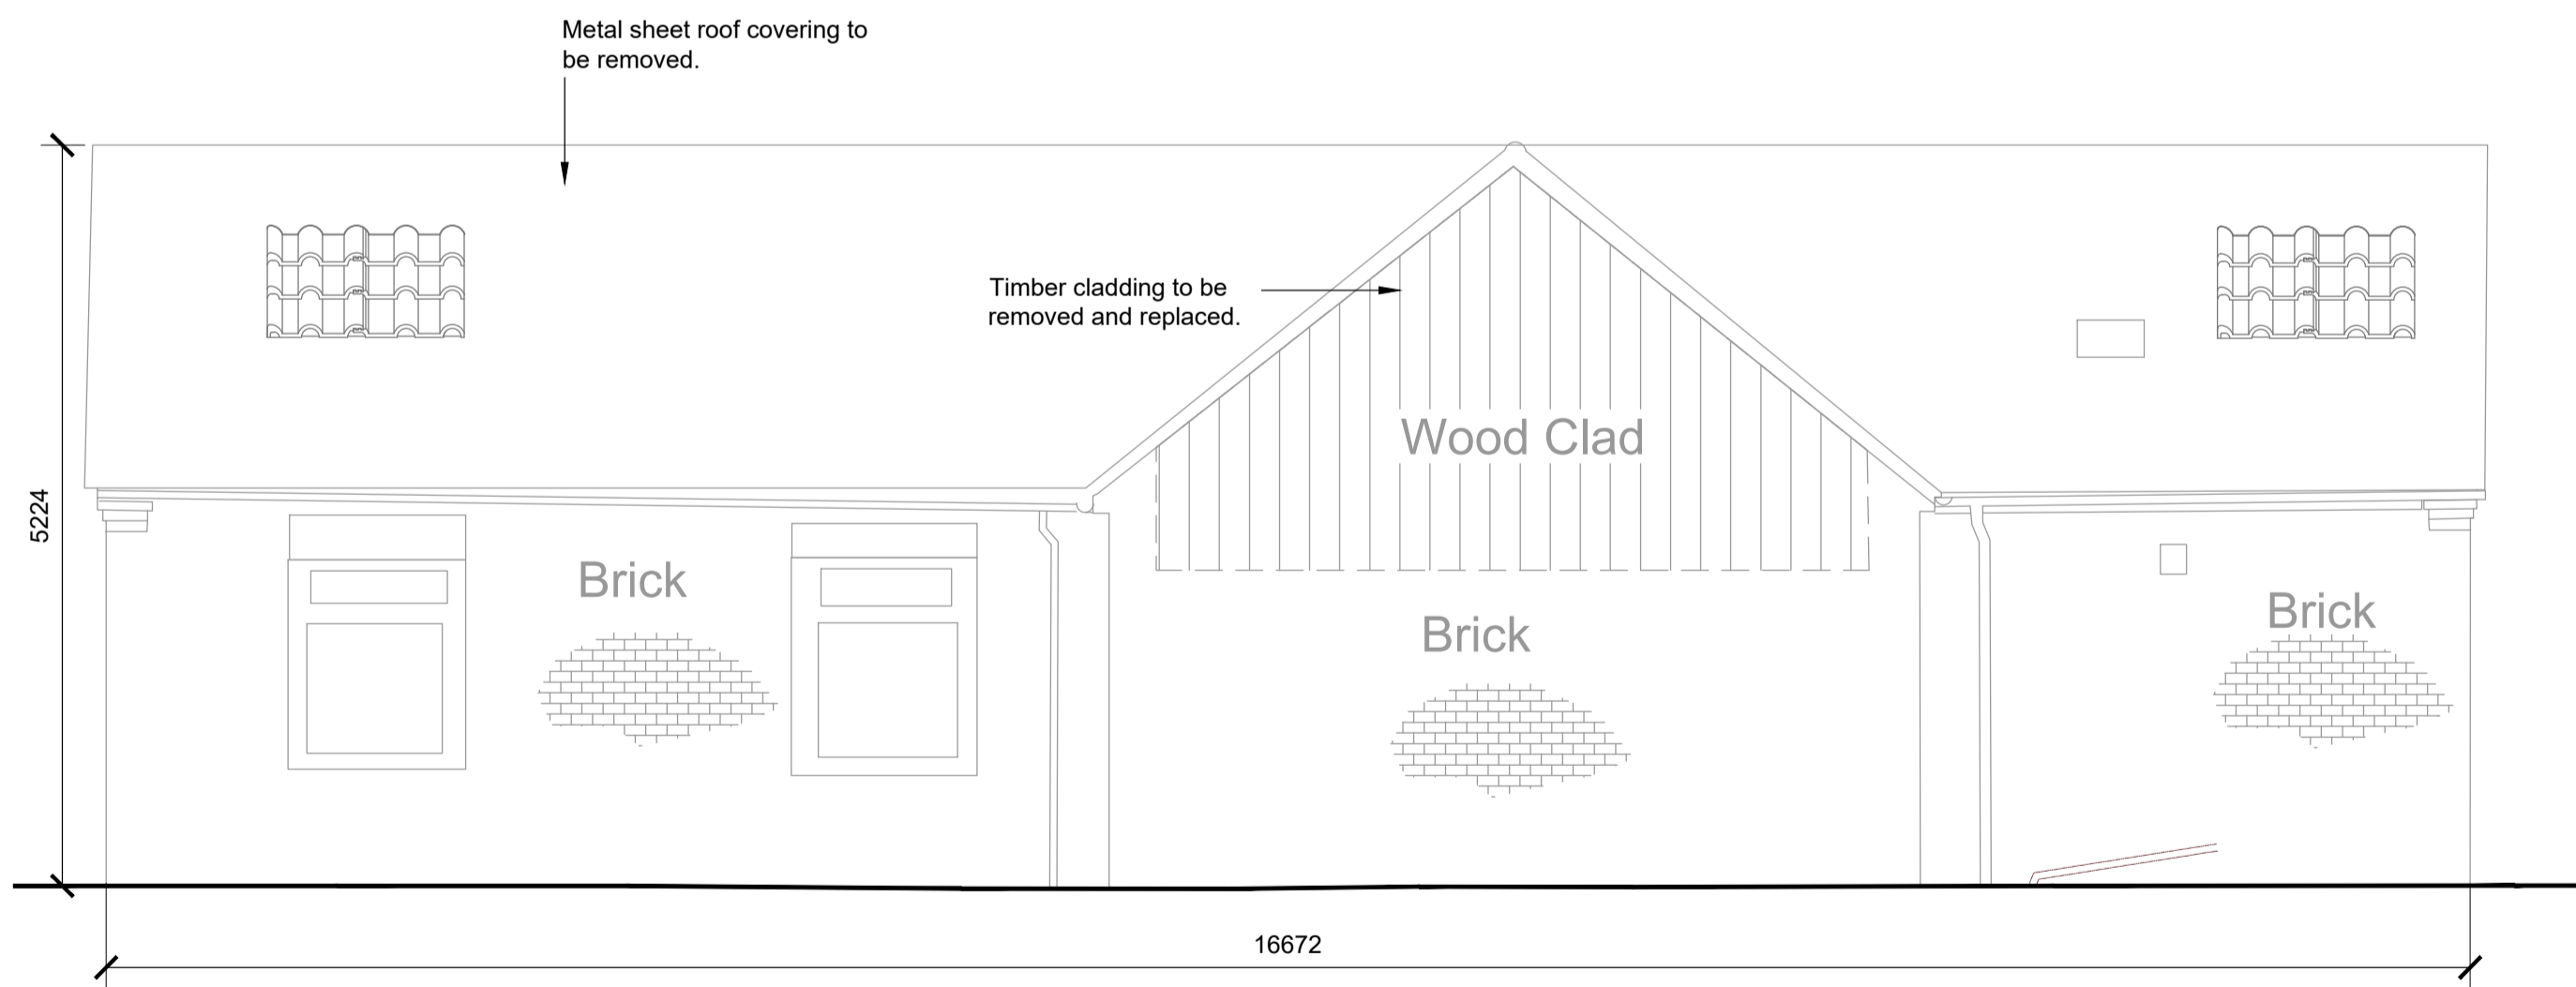 Metal sheet roof covering to
be removed.
Timber cladding to be
removed and replaced.
Wood Clad
5224
Brick
Brick
Brick
16672